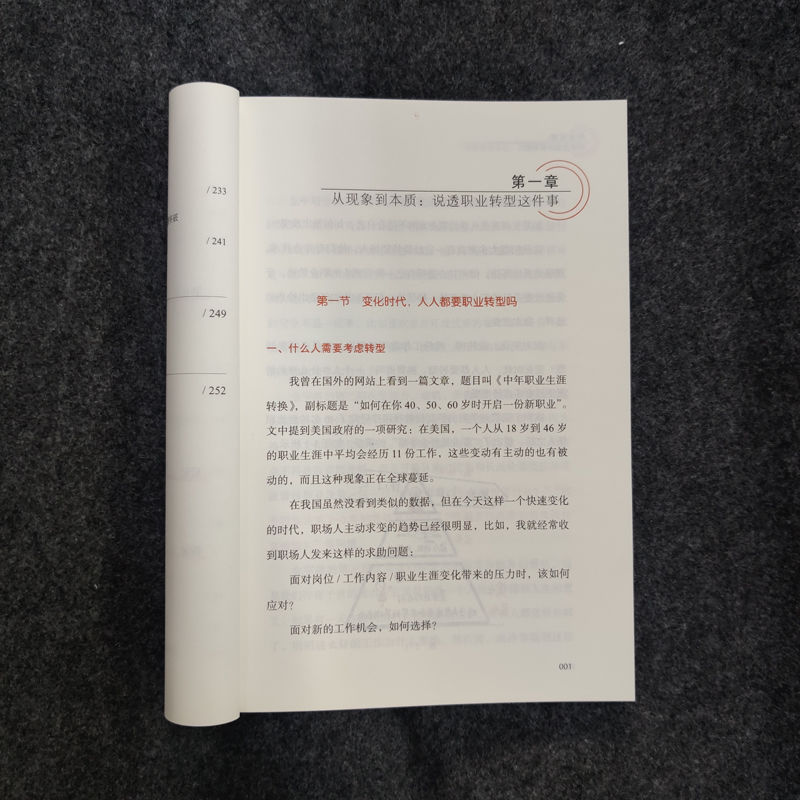 / 233
/ 241
/ 249
/ 252
第一章
从现象到本质：说透职业转型这件事
第一节 变化时代，人人都要职业转型吗
一、什么人需要考虑转型
我曾在国外的网站上看到一篇文章，题目叫《中年职业生涯
转换》，副标题是“如何在你 40、50、60 岁时开启一份新职业”。
文中提到美国政府的一项研究：在美国，一个人从 18 岁到 46 岁
的职业生涯中平均会经历 11 份工作，这些变动有主动的也有被
动的，而且这种现象正在全球蔓延。
在我国虽然没看到类似的数据，但在今天这样一个快速变化
的时代，职场人主动求变的趋势已经很明显，比如，我就经常收
到职场人发来这样的求助问题：
面对岗位 / 工作内容 / 职业生涯变化带来的压力时，该如何
应对？
面对新的工作机会，如何选择？
001